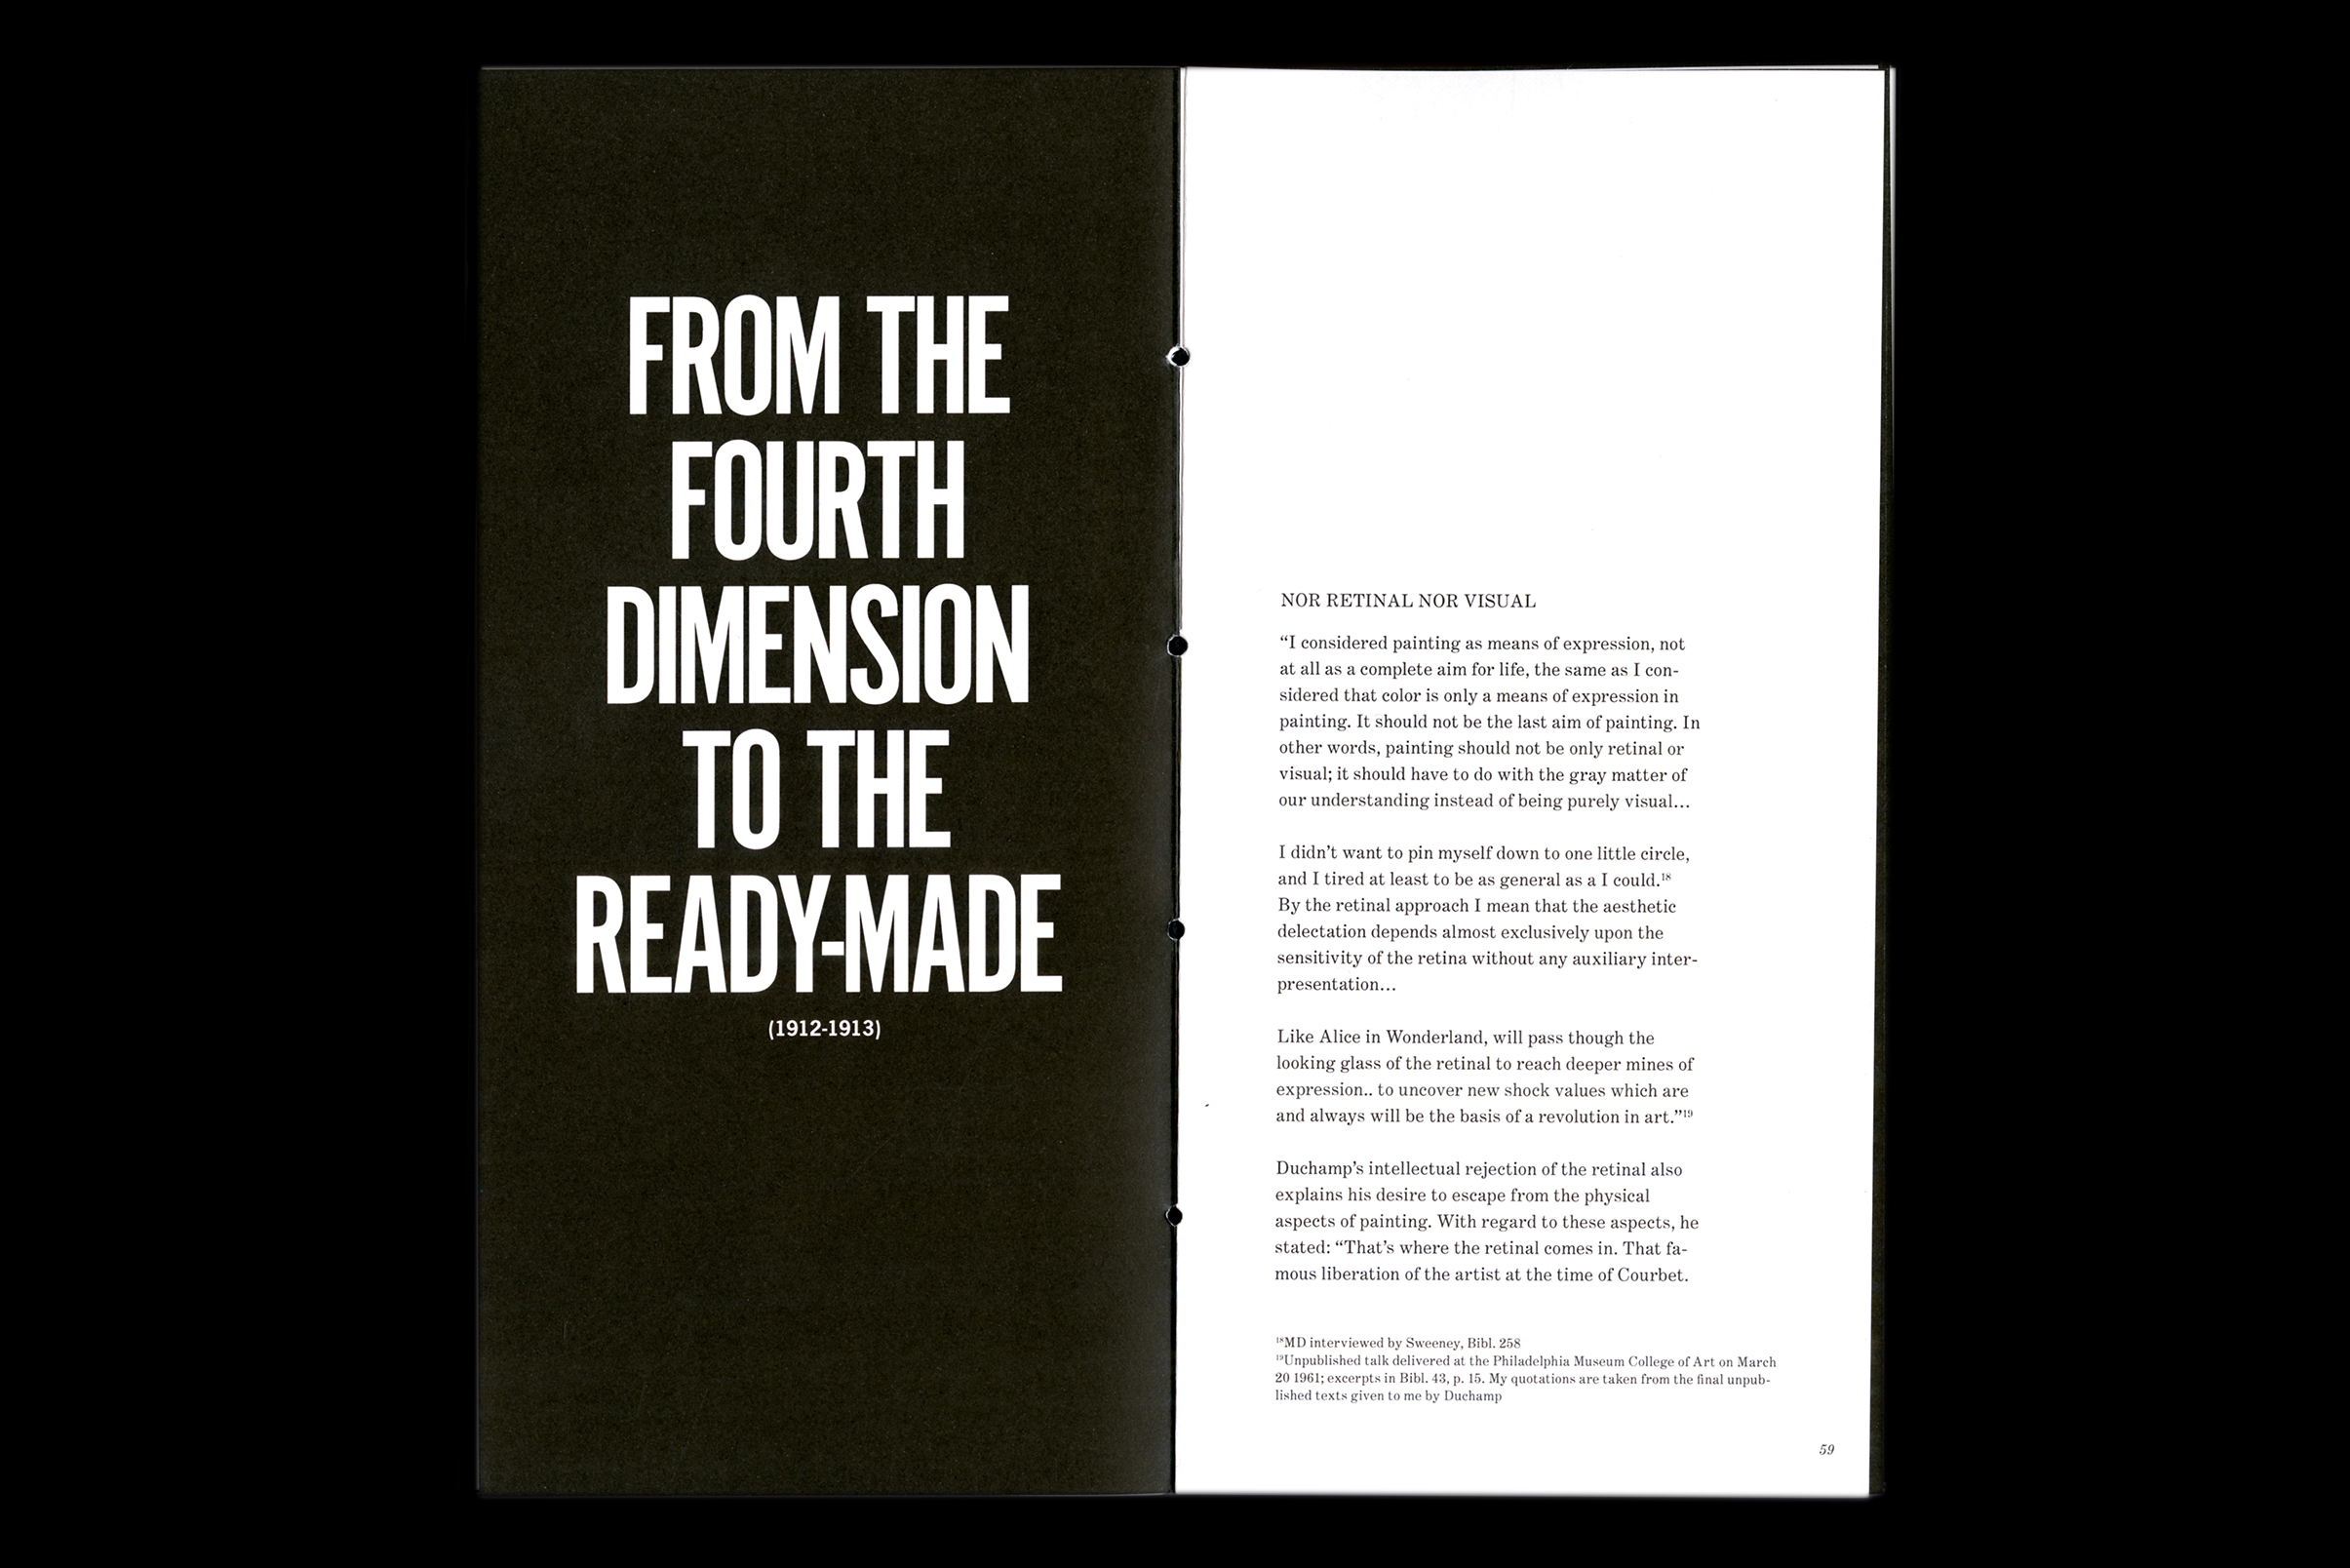 FROM THE
FOURTH
DIMENSION
TO THE
READY-MADE
(1912-1913)
NOR RETINAL NOR VISUAL
“I considered painting as means of expression, not
at all as a complete aim for life, the same as I con-
sidered that color is only a means of expression in
painting. It should not be the last aim of painting. In
other words, painting should not be only retinal or
visual; it should have to do with the gray matter of
our understanding instead of being purely visual...
I didn’t want to pin myself down to one little circle,
and I tired at least to be as general as a I could.¹⁸
By the retinal approach I mean that the aesthetic
delectation depends almost exclusively upon the
sensitivity of the retina without any auxiliary inter-
presentation...
Like Alice in Wonderland, will pass though the
looking glass of the retinal to reach deeper mines of
expression.. to uncover new shock values which are
and always will be the basis of a revolution in art.”¹⁹
Duchamp’s intellectual rejection of the retinal also
explains his desire to escape from the physical
aspects of painting. With regard to these aspects, he
stated: “That’s where the retinal comes in. That fa-
mous liberation of the artist at the time of Courbet.
¹⁸MD interviewed by Sweeney, Bibl. 258
¹⁹Unpublished talk delivered at the Philadelphia Museum College of Art on March
20 1961; excerpts in Bibl. 43, p. 15. My quotations are taken from the final unpub-
lished texts given to me by Duchamp
59